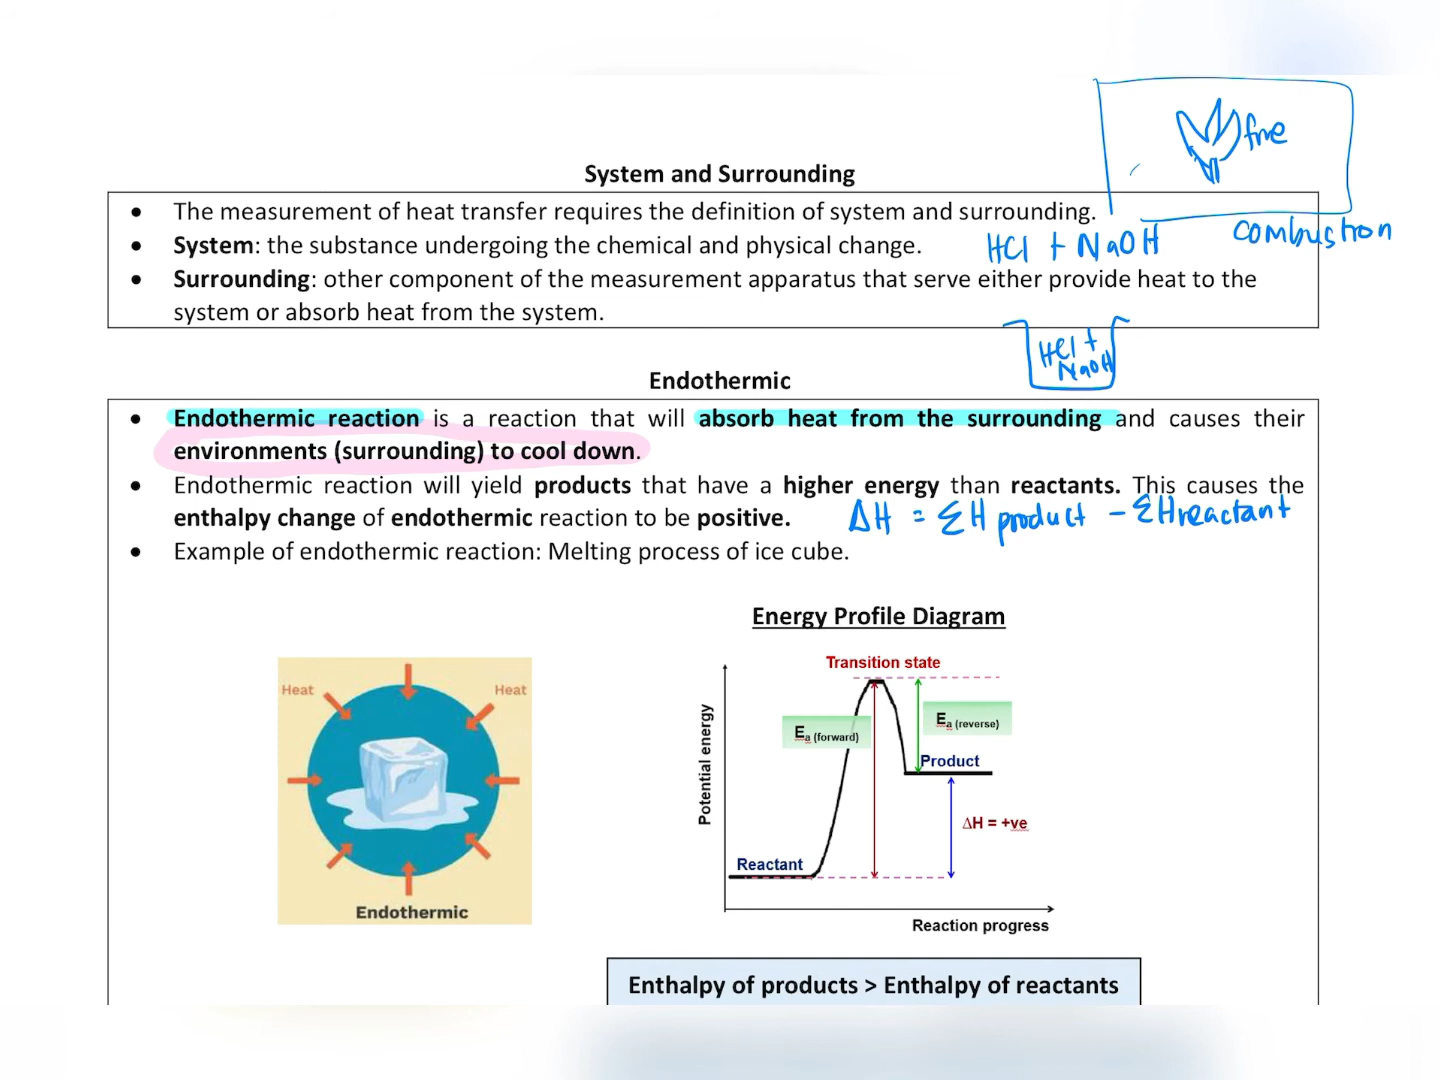 fire
combustion
System and Surrounding
• The measurement of heat transfer requires the definition of system and surrounding.
• System: the substance undergoing the chemical and physical change.
HCl + NaOH
• Surrounding: other component of the measurement apparatus that serve either provide heat to the
system or absorb heat from the system.
HCl +
NaOH
Endothermic
• Endothermic reaction is a reaction that will absorb heat from the surrounding and causes their
environments (surrounding) to cool down.
• Endothermic reaction will yield products that have a higher energy than reactants. This causes the
enthalpy change of endothermic reaction to be positive.
ΔH = ΣH product - ΣH reactant
• Example of endothermic reaction: Melting process of ice cube.
Heat
Heat
Endothermic
Energy Profile Diagram
Transition state
Ea (forward)
Ea (reverse)
Product
ΔH = +ve
Reactant
Potential energy
Reaction progress
Enthalpy of products > Enthalpy of reactants